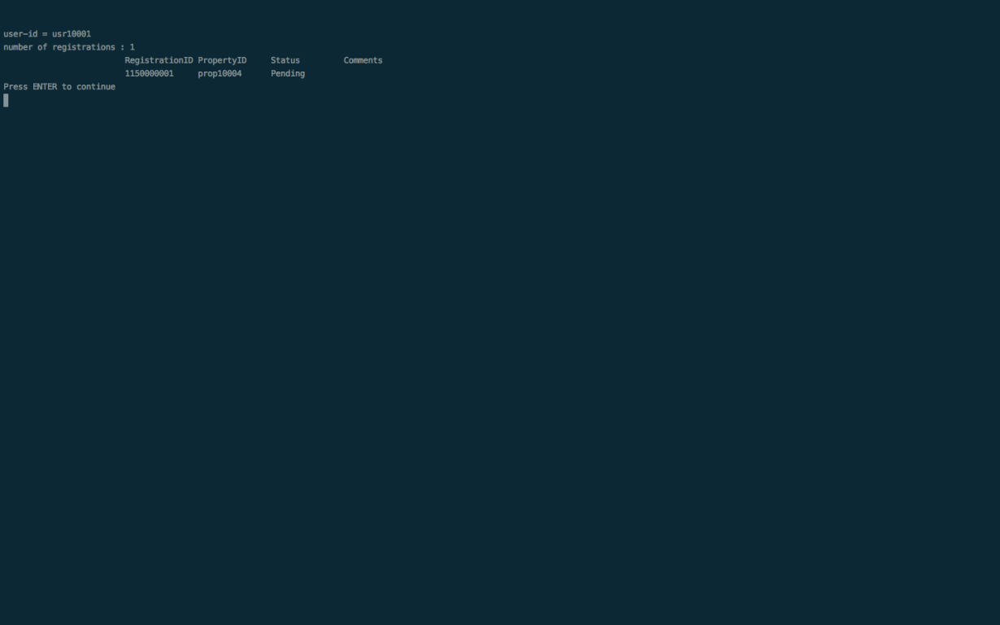 user-id = usr10001
number of registrations : 1
RegistrationID PropertyID Status Comments
1150000001 prop10004 Pending
Press ENTER to continue